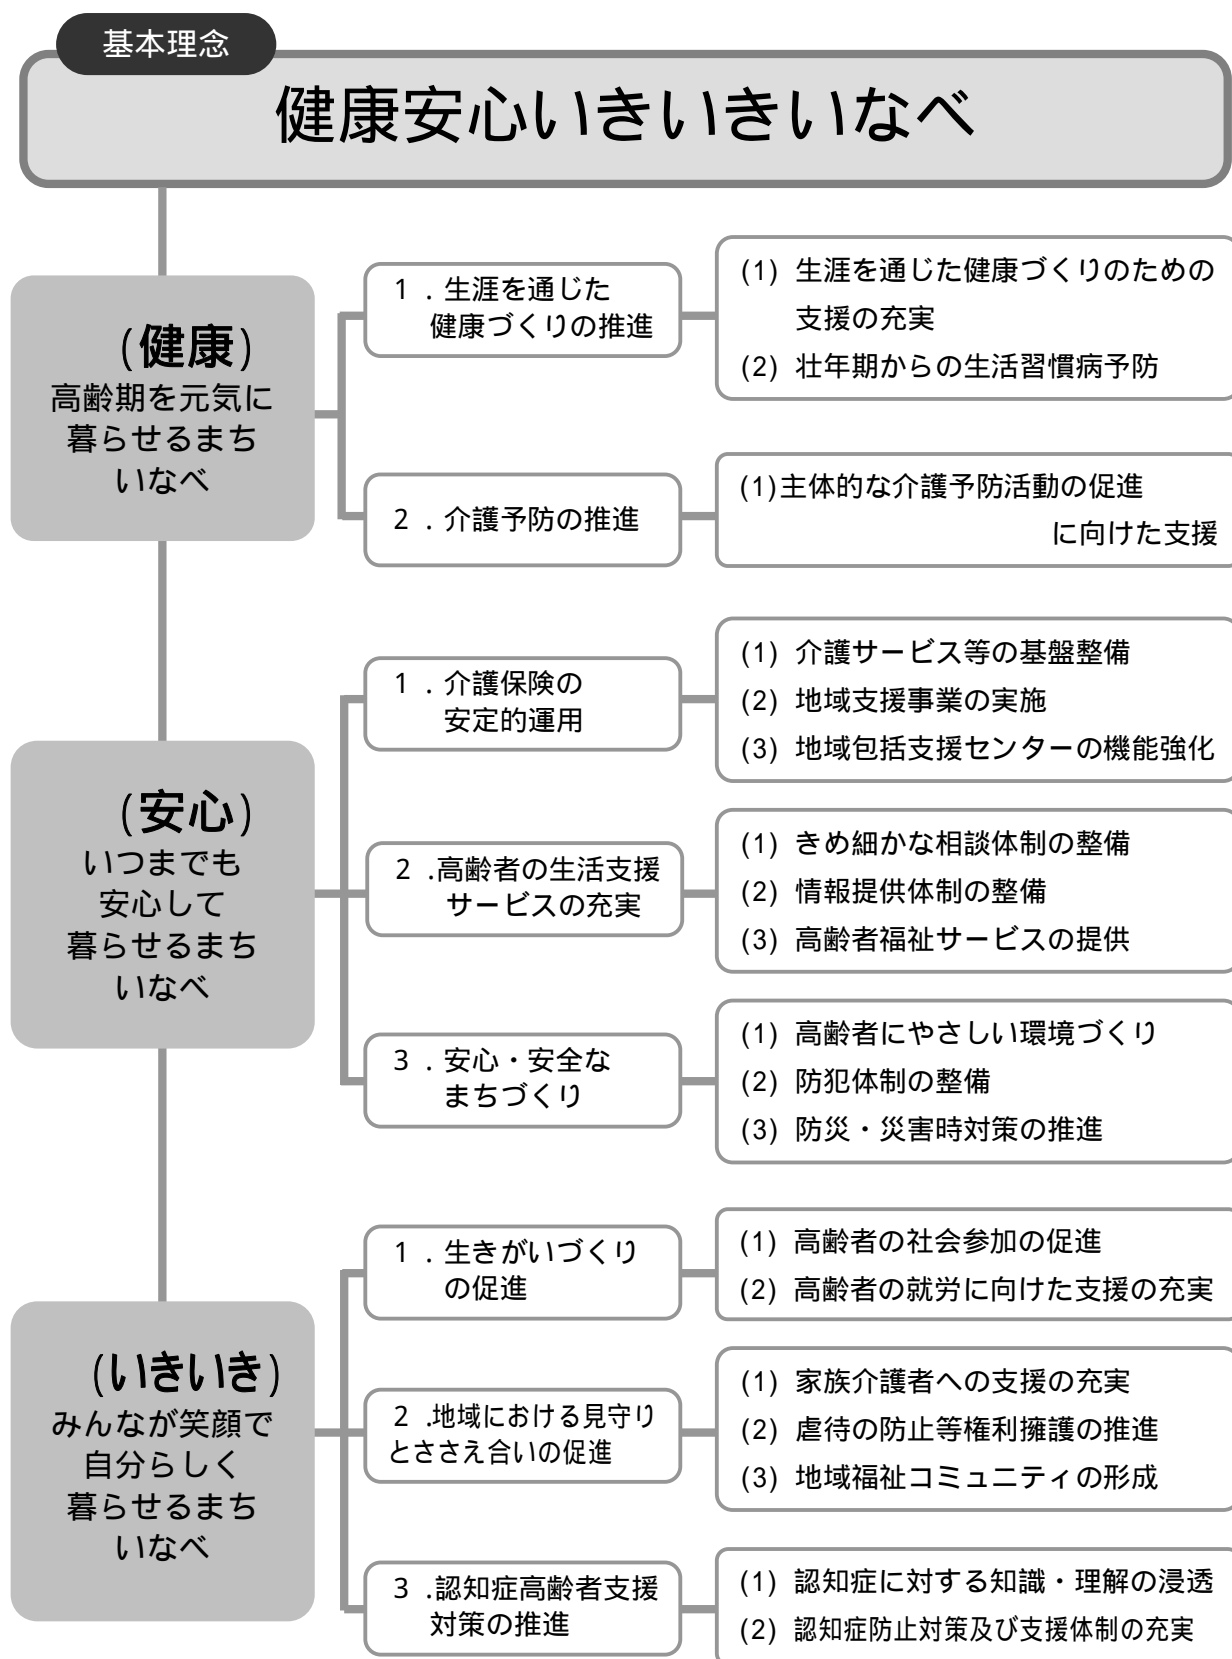 基本理念
健康安心いきいきいなべ
(健康)
高齢期を元気に
暮らせるまち
いなべ
1 . 生涯を通じた
健康づくりの推進
(1) 生涯を通じた健康づくりのための
支援の充実
(2) 壮年期からの生活習慣病予防
2 . 介護予防の推進
(1)主体的な介護予防活動の促進
に向けた支援
(安心)
いつまでも
安心して
暮らせるまち
いなべ
1 . 介護保険の
安定的運用
(1) 介護サービス等の基盤整備
(2) 地域支援事業の実施
(3) 地域包括支援センターの機能強化
2 .高齢者の生活支援
サービスの充実
(1) きめ細かな相談体制の整備
(2) 情報提供体制の整備
(3) 高齢者福祉サービスの提供
3 . 安心・安全な
まちづくり
(1) 高齢者にやさしい環境づくり
(2) 防犯体制の整備
(3) 防災・災害時対策の推進
(いきいき)
みんなが笑顔で
自分らしく
暮らせるまち
いなべ
1 . 生きがいづくり
の促進
(1) 高齢者の社会参加の促進
(2) 高齢者の就労に向けた支援の充実
2 .地域における見守り
とささえ合いの促進
(1) 家族介護者への支援の充実
(2) 虐待の防止等権利擁護の推進
(3) 地域福祉コミュニティの形成
3 .認知症高齢者支援
対策の推進
(1) 認知症に対する知識・理解の浸透
(2) 認知症防止対策及び支援体制の充実